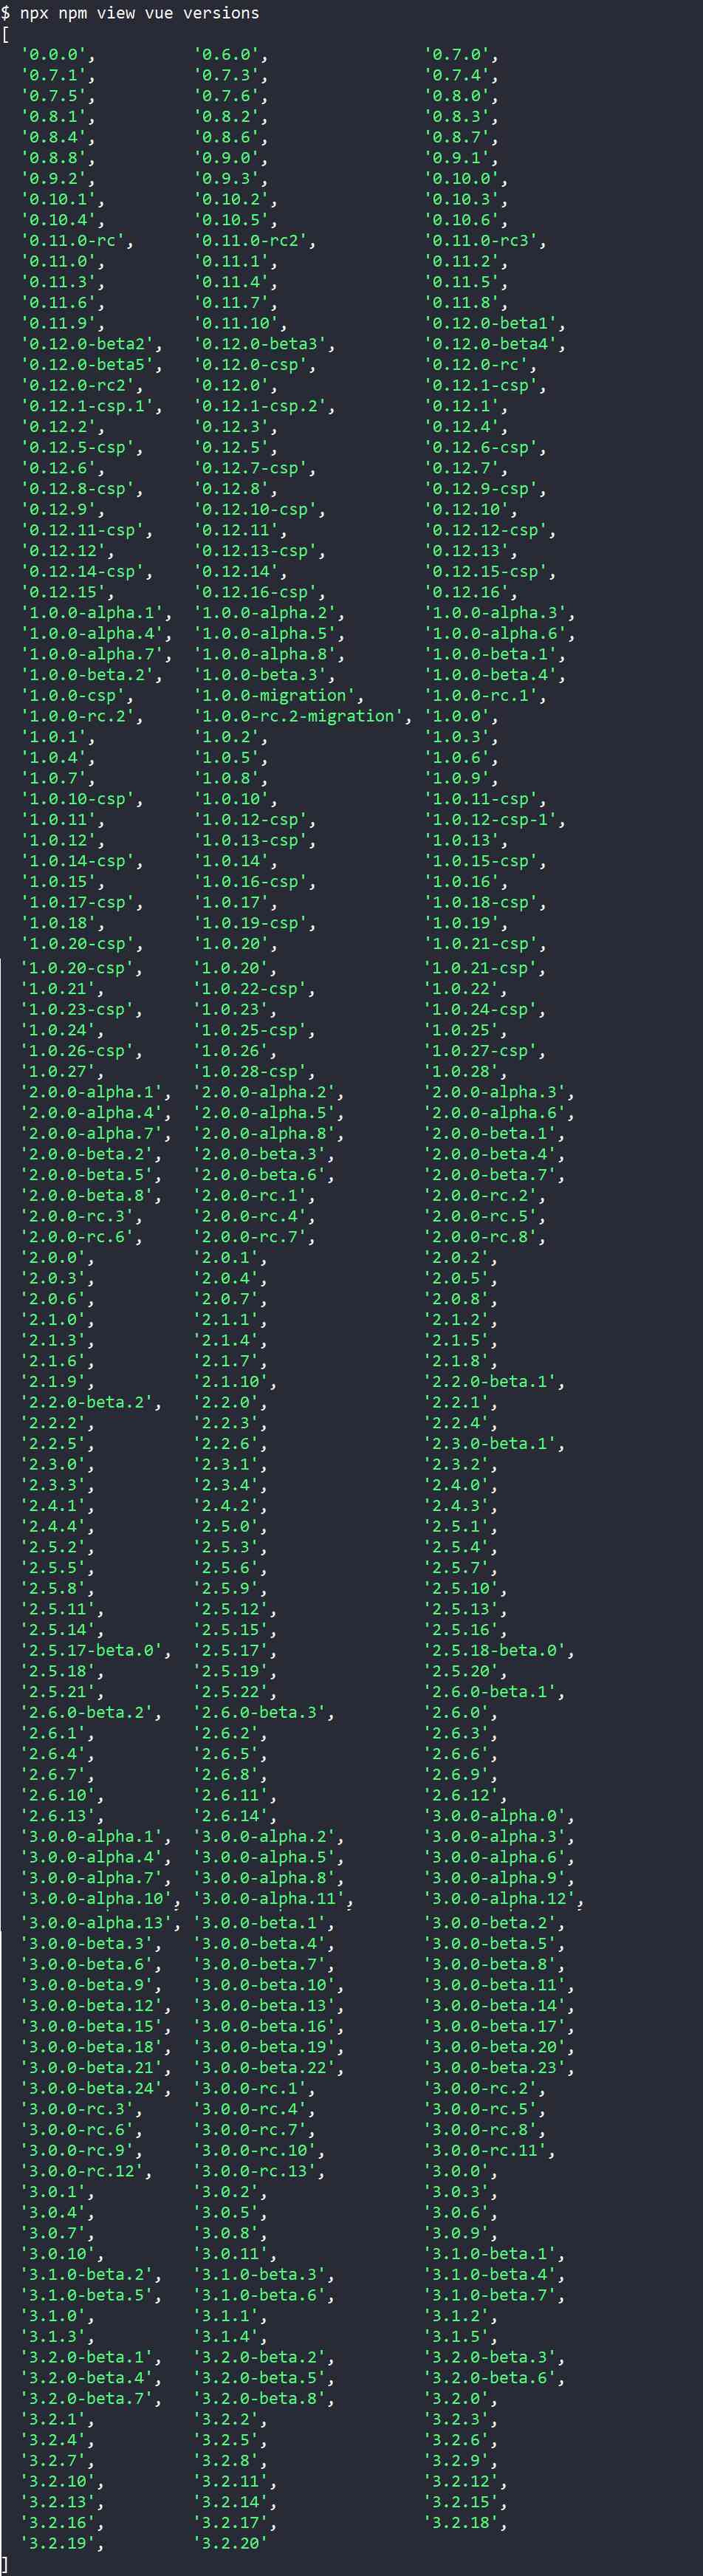 $ npx npm view vue versions
[
'0.0.0', '0.6.0', '0.7.0',
'0.7.1', '0.7.3', '0.7.4',
'0.7.5', '0.7.6', '0.8.0',
'0.8.1', '0.8.2', '0.8.3',
'0.8.4', '0.8.6', '0.8.7',
'0.8.8', '0.9.0', '0.9.1',
'0.9.2', '0.9.3', '0.10.0',
'0.10.1', '0.10.2', '0.10.3',
'0.10.4', '0.10.5', '0.10.6',
'0.11.0-rc', '0.11.0-rc2', '0.11.0-rc3',
'0.11.0', '0.11.1', '0.11.2',
'0.11.3', '0.11.4', '0.11.5',
'0.11.6', '0.11.7', '0.11.8',
'0.11.9', '0.11.10', '0.12.0-beta1',
'0.12.0-beta2', '0.12.0-beta3', '0.12.0-beta4',
'0.12.0-beta5', '0.12.0-csp', '0.12.0-rc',
'0.12.0-rc2', '0.12.0', '0.12.1-csp',
'0.12.1-csp.1', '0.12.1-csp.2', '0.12.1',
'0.12.2', '0.12.3', '0.12.4',
'0.12.5-csp', '0.12.5', '0.12.6-csp',
'0.12.6', '0.12.7-csp', '0.12.7',
'0.12.8-csp', '0.12.8', '0.12.9-csp',
'0.12.9', '0.12.10-csp', '0.12.10',
'0.12.11-csp', '0.12.11', '0.12.12-csp',
'0.12.12', '0.12.13-csp', '0.12.13',
'0.12.14-csp', '0.12.14', '0.12.15-csp',
'0.12.15', '0.12.16-csp', '0.12.16',
'1.0.0-alpha.1', '1.0.0-alpha.2', '1.0.0-alpha.3',
'1.0.0-alpha.4', '1.0.0-alpha.5', '1.0.0-alpha.6',
'1.0.0-alpha.7', '1.0.0-alpha.8', '1.0.0-beta.1',
'1.0.0-beta.2', '1.0.0-beta.3', '1.0.0-beta.4',
'1.0.0-csp', '1.0.0-migration', '1.0.0-rc.1',
'1.0.0-rc.2', '1.0.0-rc.2-migration', '1.0.0',
'1.0.1', '1.0.2', '1.0.3',
'1.0.4', '1.0.5', '1.0.6',
'1.0.7', '1.0.8', '1.0.9',
'1.0.10-csp', '1.0.10', '1.0.11-csp',
'1.0.11', '1.0.12-csp', '1.0.12-csp-1',
'1.0.12', '1.0.13-csp', '1.0.13',
'1.0.14-csp', '1.0.14', '1.0.15-csp',
'1.0.15', '1.0.16-csp', '1.0.16',
'1.0.17-csp', '1.0.17', '1.0.18-csp',
'1.0.18', '1.0.19-csp', '1.0.19',
'1.0.20-csp', '1.0.20', '1.0.21-csp',
'1.0.20-csp', '1.0.20', '1.0.21-csp',
'1.0.21', '1.0.22-csp', '1.0.22',
'1.0.23-csp', '1.0.23', '1.0.24-csp',
'1.0.24', '1.0.25-csp', '1.0.25',
'1.0.26-csp', '1.0.26', '1.0.27-csp',
'1.0.27', '1.0.28-csp', '1.0.28',
'2.0.0-alpha.1', '2.0.0-alpha.2', '2.0.0-alpha.3',
'2.0.0-alpha.4', '2.0.0-alpha.5', '2.0.0-alpha.6',
'2.0.0-alpha.7', '2.0.0-alpha.8', '2.0.0-beta.1',
'2.0.0-beta.2', '2.0.0-beta.3', '2.0.0-beta.4',
'2.0.0-beta.5', '2.0.0-beta.6', '2.0.0-beta.7',
'2.0.0-beta.8', '2.0.0-rc.1', '2.0.0-rc.2',
'2.0.0-rc.3', '2.0.0-rc.4', '2.0.0-rc.5',
'2.0.0-rc.6', '2.0.0-rc.7', '2.0.0-rc.8',
'2.0.0', '2.0.1', '2.0.2',
'2.0.3', '2.0.4', '2.0.5',
'2.0.6', '2.0.7', '2.0.8',
'2.1.0', '2.1.1', '2.1.2',
'2.1.3', '2.1.4', '2.1.5',
'2.1.6', '2.1.7', '2.1.8',
'2.1.9', '2.1.10', '2.2.0-beta.1',
'2.2.0-beta.2', '2.2.0', '2.2.1',
'2.2.2', '2.2.3', '2.2.4',
'2.2.5', '2.2.6', '2.3.0-beta.1',
'2.3.0', '2.3.1', '2.3.2',
'2.3.3', '2.3.4', '2.4.0',
'2.4.1', '2.4.2', '2.4.3',
'2.4.4', '2.5.0', '2.5.1',
'2.5.2', '2.5.3', '2.5.4',
'2.5.5', '2.5.6', '2.5.7',
'2.5.8', '2.5.9', '2.5.10',
'2.5.11', '2.5.12', '2.5.13',
'2.5.14', '2.5.15', '2.5.16',
'2.5.17-beta.0', '2.5.17', '2.5.18-beta.0',
'2.5.18', '2.5.19', '2.5.20',
'2.5.21', '2.5.22', '2.6.0-beta.1',
'2.6.0-beta.2', '2.6.0-beta.3', '2.6.0',
'2.6.1', '2.6.2', '2.6.3',
'2.6.4', '2.6.5', '2.6.6',
'2.6.7', '2.6.8', '2.6.9',
'2.6.10', '2.6.11', '2.6.12',
'2.6.13', '2.6.14', '3.0.0-alpha.0',
'3.0.0-alpha.1', '3.0.0-alpha.2', '3.0.0-alpha.3',
'3.0.0-alpha.4', '3.0.0-alpha.5', '3.0.0-alpha.6',
'3.0.0-alpha.7', '3.0.0-alpha.8', '3.0.0-alpha.9',
'3.0.0-alpha.10', '3.0.0-alpha.11', '3.0.0-alpha.12',
'3.0.0-alpha.13', '3.0.0-beta.1', '3.0.0-beta.2',
'3.0.0-beta.3', '3.0.0-beta.4', '3.0.0-beta.5',
'3.0.0-beta.6', '3.0.0-beta.7', '3.0.0-beta.8',
'3.0.0-beta.9', '3.0.0-beta.10', '3.0.0-beta.11',
'3.0.0-beta.12', '3.0.0-beta.13', '3.0.0-beta.14',
'3.0.0-beta.15', '3.0.0-beta.16', '3.0.0-beta.17',
'3.0.0-beta.18', '3.0.0-beta.19', '3.0.0-beta.20',
'3.0.0-beta.21', '3.0.0-beta.22', '3.0.0-beta.23',
'3.0.0-beta.24', '3.0.0-rc.1', '3.0.0-rc.2',
'3.0.0-rc.3', '3.0.0-rc.4', '3.0.0-rc.5',
'3.0.0-rc.6', '3.0.0-rc.7', '3.0.0-rc.8',
'3.0.0-rc.9', '3.0.0-rc.10', '3.0.0-rc.11',
'3.0.0-rc.12', '3.0.0-rc.13', '3.0.0',
'3.0.1', '3.0.2', '3.0.3',
'3.0.4', '3.0.5', '3.0.6',
'3.0.7', '3.0.8', '3.0.9',
'3.0.10', '3.0.11', '3.1.0-beta.1',
'3.1.0-beta.2', '3.1.0-beta.3', '3.1.0-beta.4',
'3.1.0-beta.5', '3.1.0-beta.6', '3.1.0-beta.7',
'3.1.0', '3.1.1', '3.1.2',
'3.1.3', '3.1.4', '3.1.5',
'3.2.0-beta.1', '3.2.0-beta.2', '3.2.0-beta.3',
'3.2.0-beta.4', '3.2.0-beta.5', '3.2.0-beta.6',
'3.2.0-beta.7', '3.2.0-beta.8', '3.2.0',
'3.2.1', '3.2.2', '3.2.3',
'3.2.4', '3.2.5', '3.2.6',
'3.2.7', '3.2.8', '3.2.9',
'3.2.10', '3.2.11', '3.2.12',
'3.2.13', '3.2.14', '3.2.15',
'3.2.16', '3.2.17', '3.2.18',
'3.2.19', '3.2.20'
]